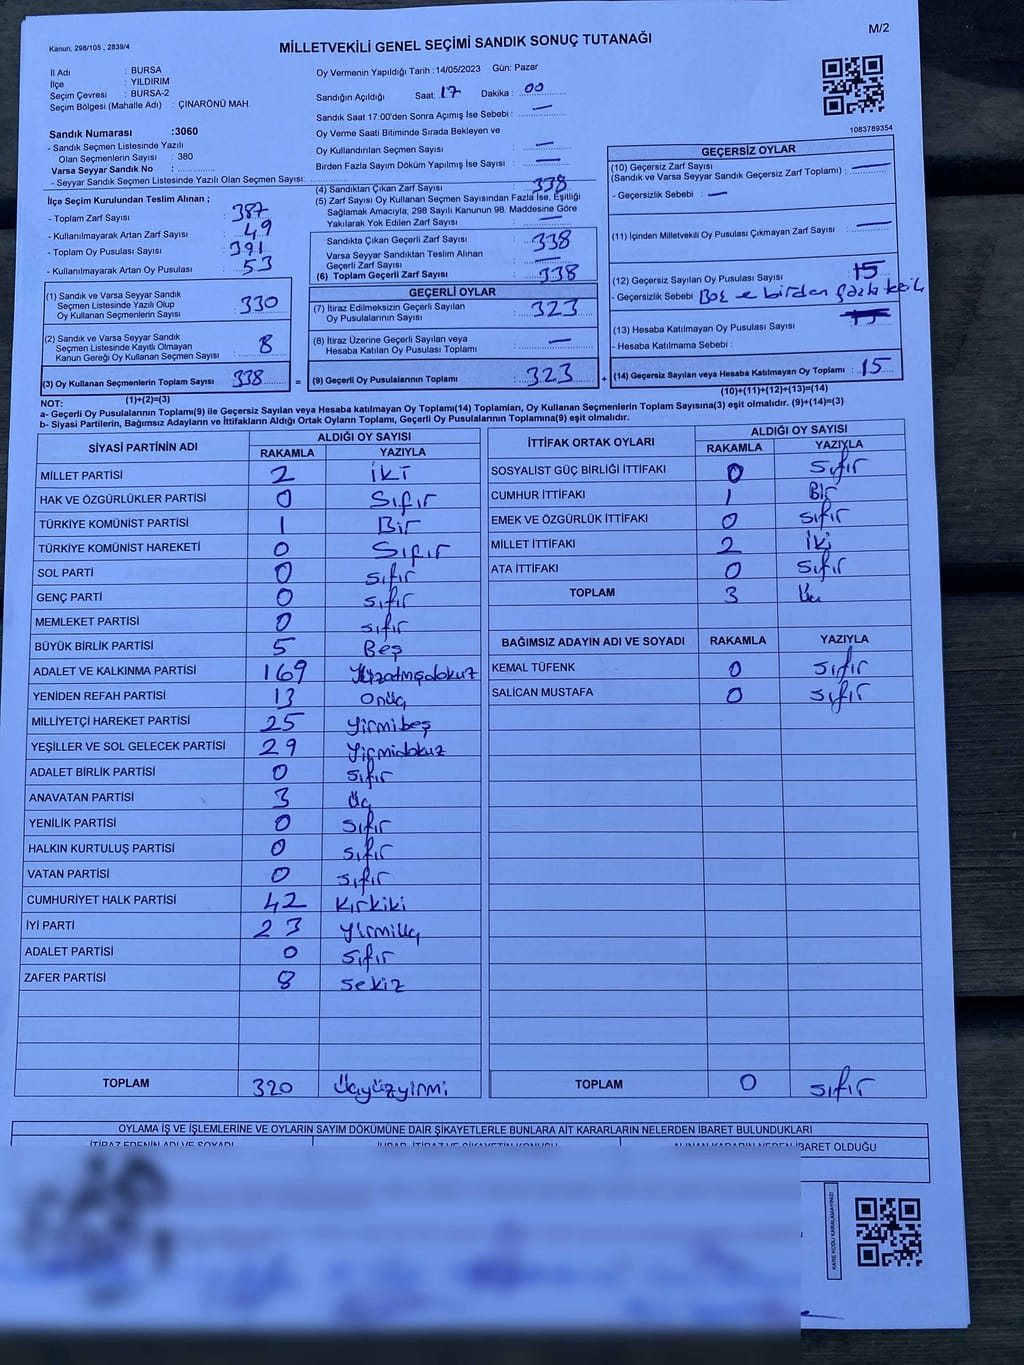 Kanun, 298/105 , 2839/4
MİLLETVEKİLİ GENEL SEÇİMİ SANDIK SONUÇ TUTANAĞI
M/2
İl Adı : BURSA
İlçe : YILDIRIM
Seçim Çevresi : BURSA-2
Seçim Bölgesi (Mahalle Adı) : ÇINARÖNÜ MAH.
Sandık Numarası :3060
- Sandık Seçmen Listesinde Yazılı
Olan Seçmenlerin Sayısı : 380
Varsa Seyyar Sandık No :
- Seyyar Sandık Seçmen Listesinde Yazılı Olan Seçmen Sayısı:
İlçe Seçim Kurulundan Teslim Alınan ;
- Toplam Zarf Sayısı : 387
- Kullanılmayarak Artan Zarf Sayısı : 49
- Toplam Oy Pusulası Sayısı : 391
- Kullanılmayarak Artan Oy Pusulası : 53
Oy Vermenin Yapıldığı Tarih :14/05/2023 Gün: Pazar
Sandığın Açıldığı Saat: 17 Dakika : 00
Sandık Saat 17:00'den Sonra Açımış İse Sebebi : —
Oy Verme Saati Bitiminde Sırada Bekleyen ve
Oy Kullandırılan Seçmen Sayısı : —
Birden Fazla Sayım Döküm Yapılmış İse Sayısı : —
(4) Sandıktan Çıkan Zarf Sayısı : 338
(5) Zarf Sayısı Oy Kullanan Seçmen Sayısından Fazla İse, Eşitliği
Sağlamak Amacıyla; 298 Sayılı Kanunun 98. Maddesine Göre
Yakılarak Yok Edilen Zarf Sayısı : —
Sandıkta Çıkan Geçerli Zarf Sayısı : 338
Varsa Seyyar Sandıktan Teslim Alınan
Geçerli Zarf Sayısı : —
(6) Toplam Geçerli Zarf Sayısı : 338
1083789354
GEÇERSİZ OYLAR
(10) Geçersiz Zarf Sayısı
(Sandık ve Varsa Seyyar Sandık Geçersiz Zarf Toplamı) : —
- Geçersizlik Sebebi : —
(11) İçinden Milletvekili Oy Pusulası Çıkmayan Zarf Sayısı : —
(12) Geçersiz Sayılan Oy Pusulası Sayısı : 15
- Geçersizlik Sebebi : Boş ve birden fazla
(13) Hesaba Katılmayan Oy Pusulası Sayısı : 15
- Hesaba Katılmama Sebebi :
(14) Geçersiz Sayılan veya Hesaba Katılmayan Oy Toplamı : 15
(10)+(11)+(12)+(13)=(14)
(1) Sandık ve Varsa Seyyar Sandık
Seçmen Listesinde Yazılı Olup
Oy Kullanan Seçmenlerin Sayısı : 330
(2) Sandık ve Varsa Seyyar Sandık
Seçmen Listesinde Kayıtlı Olmayan
Kanun Gereği Oy Kullanan Seçmen Sayısı : 8
(3) Oy Kullanan Seçmenlerin Toplam Sayısı : 338 =
(1)+(2)=(3)
GEÇERLİ OYLAR
(7) İtiraz Edilmeksizin Geçerli Sayılan
Oy Pusulalarının Sayısı : 323
(8) İtiraz Üzerine Geçerli Sayılan veya
Hesaba Katılan Oy Pusulası Toplamı : —
(9) Geçerli Oy Pusulalarının Toplamı : 323 +
NOT:
a- Geçerli Oy Pusulalarının Toplamı(9) ile Geçersiz Sayılan veya Hesaba katılmayan Oy Toplamı(14) Toplamları, Oy Kullanan Seçmenlerin Toplam Sayısına(3) eşit olmalıdır. (9)+(14)=(3)
b- Siyasi Partilerin, Bağımsız Adayların ve İttifakların Aldığı Ortak Oyların Toplamı, Geçerli Oy Pusulalarının Toplamına(9) eşit olmalıdır.
SİYASİ PARTİNİN ADI ALDIĞI OY SAYISI
RAKAMLA YAZIYLA
MİLLET PARTİSİ 2 iki
HAK VE ÖZGÜRLÜKLER PARTİSİ 0 Sıfır
TÜRKİYE KOMÜNİST PARTİSİ 1 Bir
TÜRKİYE KOMÜNİST HAREKETİ 0 Sıfır
SOL PARTİ 0 sıfır
GENÇ PARTİ 0 sıfır
MEMLEKET PARTİSİ 0 sıfır
BÜYÜK BİRLİK PARTİSİ 5 Beş
ADALET VE KALKINMA PARTİSİ 169 Yüzatmışdokuz
YENİDEN REFAH PARTİSİ 13 onüç
MİLLİYETÇİ HAREKET PARTİSİ 25 yirmibeş
YEŞİLLER VE SOL GELECEK PARTİSİ 29 yirmidokuz
ADALET BİRLİK PARTİSİ 0 sıfır
ANAVATAN PARTİSİ 3 üç
YENİLİK PARTİSİ 0 sıfır
HALKIN KURTULUŞ PARTİSİ 0 sıfır
VATAN PARTİSİ 0 sıfır
CUMHURİYET HALK PARTİSİ 42 kırkiki
İYİ PARTİ 23 yirmiüç
ADALET PARTİSİ 0 sıfır
ZAFER PARTİSİ 8 sekiz
TOPLAM 320 üçyüzyirmi
İTTİFAK ORTAK OYLARI ALDIĞI OY SAYISI
RAKAMLA YAZIYLA
SOSYALİST GÜÇ BİRLİĞİ İTTİFAKI 0 sıfır
CUMHUR İTTİFAKI 1 Bir
EMEK VE ÖZGÜRLÜK İTTİFAKI 0 sıfır
MİLLET İTTİFAKI 2 iki
ATA İTTİFAKI 0 sıfır
TOPLAM 3 üç
BAĞIMSIZ ADAYIN ADI VE SOYADI RAKAMLA YAZIYLA
KEMAL TÜFENK 0 sıfır
SALİCAN MUSTAFA 0 sıfır
TOPLAM 0 sıfır
OYLAMA İŞ VE İŞLEMLERİNE VE OYLARIN SAYIM DÖKÜMÜNE DAİR ŞİKAYETLERLE BUNLARA AİT KARARLARIN NELERDEN İBARET BULUNDUKLARI
İTİRAZ EDENİN ADI VE SOYADI İHBAR, İTİRAZ VE ŞİKAYETİN KONUSU ALINAN KARARIN NEDEN İBARET OLDUĞU
KARE KODU KARALAMAYINIZ!